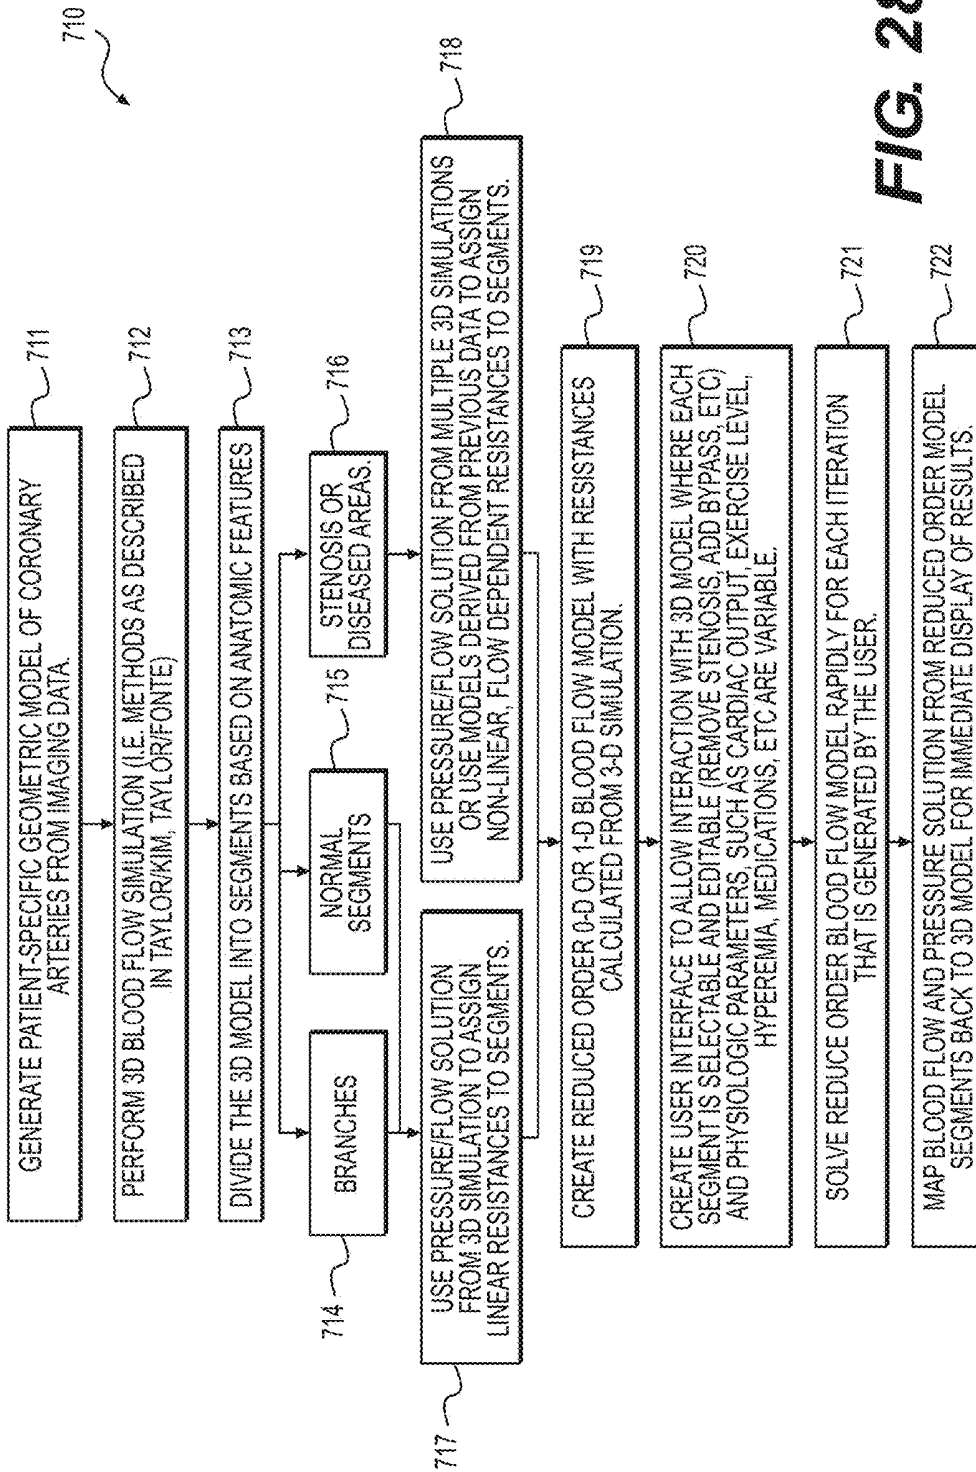 710
GENERATE PATIENT-SPECIFIC GEOMETRIC MODEL OF CORONARY
ARTERIES FROM IMAGING DATA.
711
PERFORM 3D BLOOD FLOW SIMULATION (I.E. METHODS AS DESCRIBED
IN TAYLOR/KIM, TAYLOR/FONTE)
712
DIVIDE THE 3D MODEL INTO SEGMENTS BASED ON ANATOMIC FEATURES
713
BRANCHES
714
NORMAL
SEGMENTS
715
STENOSIS OR
DISEASED AREAS.
716
USE PRESSURE/FLOW SOLUTION
FROM 3D SIMULATION TO ASSIGN
LINEAR RESISTANCES TO SEGMENTS.
717
USE PRESSURE/FLOW SOLUTION FROM MULTIPLE 3D SIMULATIONS
OR USE MODELS DERIVED FROM PREVIOUS DATA TO ASSIGN
NON-LINEAR, FLOW DEPENDENT RESISTANCES TO SEGMENTS.
718
CREATE REDUCED ORDER 0-D OR 1-D BLOOD FLOW MODEL WITH RESISTANCES
CALCULATED FROM 3-D SIMULATION.
719
CREATE USER INTERFACE TO ALLOW INTERACTION WITH 3D MODEL WHERE EACH
SEGMENT IS SELECTABLE AND EDITABLE (REMOVE STENOSIS, ADD BYPASS, ETC)
AND PHYSIOLOGIC PARAMETERS, SUCH AS CARDIAC OUTPUT, EXERCISE LEVEL,
HYPEREMIA, MEDICATIONS, ETC ARE VARIABLE.
720
SOLVE REDUCE ORDER BLOOD FLOW MODEL RAPIDLY FOR EACH ITERATION
THAT IS GENERATED BY THE USER.
721
MAP BLOOD FLOW AND PRESSURE SOLUTION FROM REDUCED ORDER MODEL
SEGMENTS BACK TO 3D MODEL FOR IMMEDIATE DISPLAY OF RESULTS.
722
FIG. 28